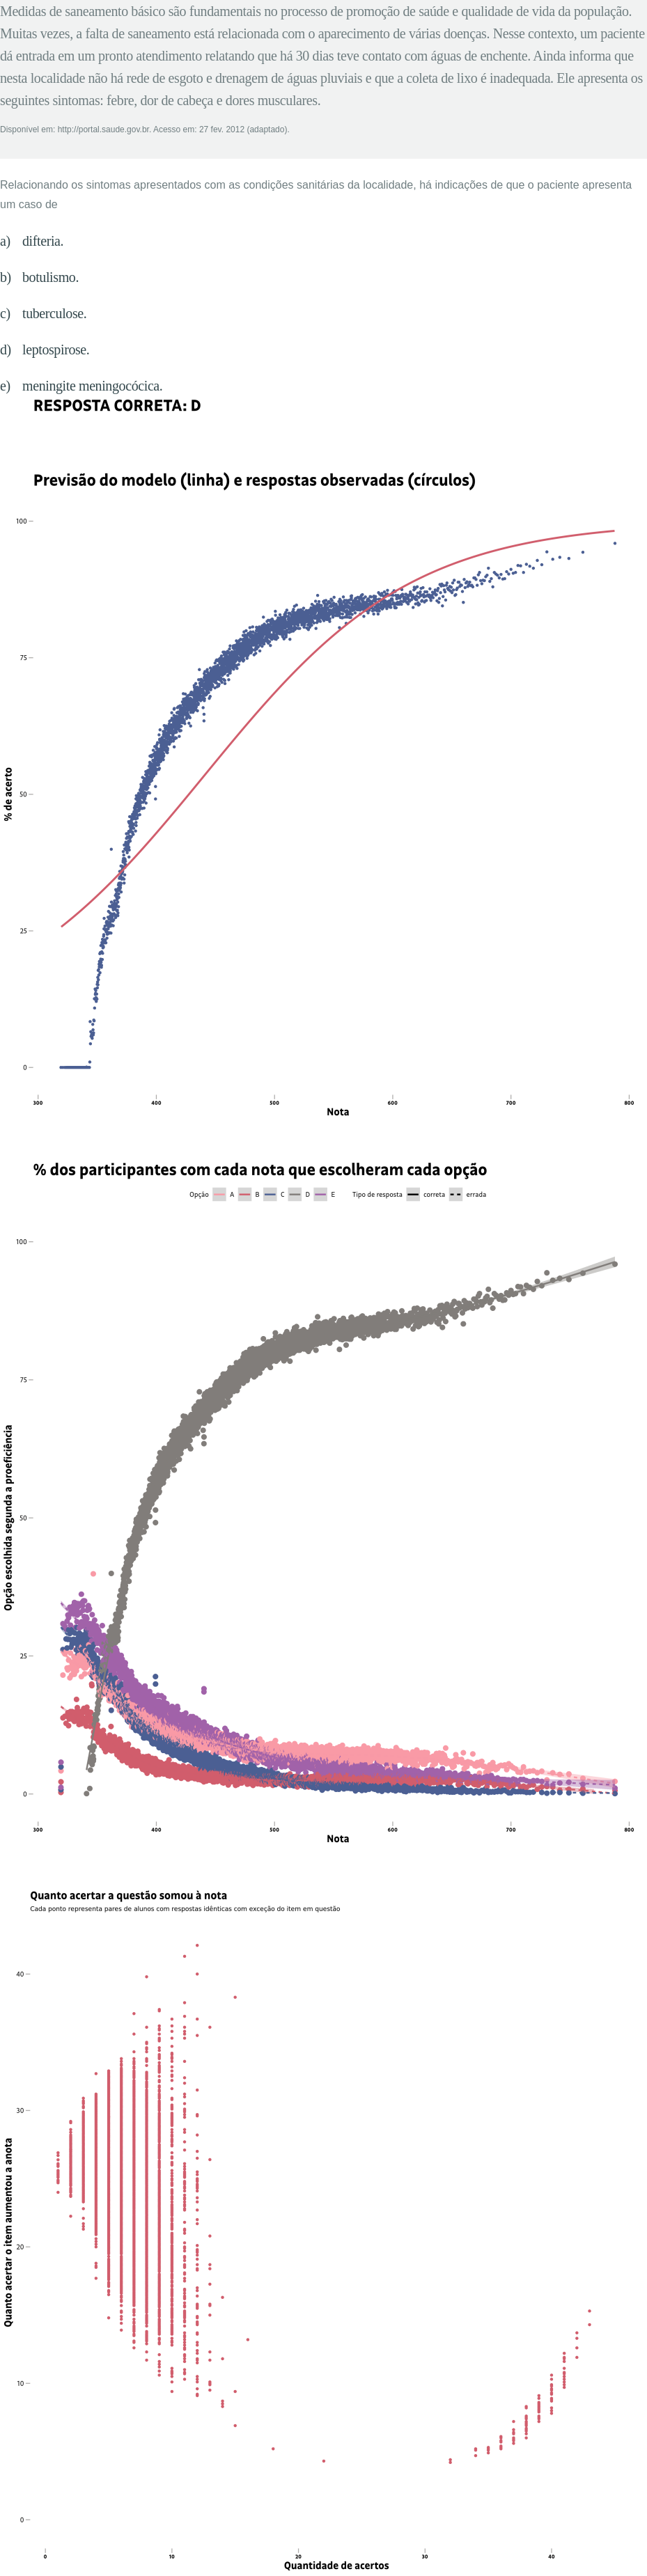 Medidas de saneamento básico são fundamentais no processo de promoção de saúde e qualidade de vida da população.
Muitas vezes, a falta de saneamento está relacionada com o aparecimento de várias doenças. Nesse contexto, um paciente
dá entrada em um pronto atendimento relatando que há 30 dias teve contato com águas de enchente. Ainda informa que
nesta localidade não há rede de esgoto e drenagem de águas pluviais e que a coleta de lixo é inadequada. Ele apresenta os
seguintes sintomas: febre, dor de cabeça e dores musculares.
Disponível em: http://portal.saude.gov.br. Acesso em: 27 fev. 2012 (adaptado).
Relacionando os sintomas apresentados com as condições sanitárias da localidade, há indicações de que o paciente apresenta
um caso de
a) difteria.
b) botulismo.
c) tuberculose.
d) leptospirose.
e) meningite meningocócica.
RESPOSTA CORRETA: D
Previsão do modelo (linha) e respostas observadas (círculos)
100
75
50
25
0
% de acerto
300 400 500 600 700 800
Nota
% dos participantes com cada nota que escolheram cada opção
Opção A B C D E Tipo de resposta correta errada
100
75
50
25
0
Opção escolhida segunda a proeficiência
300 400 500 600 700 800
Nota
Quanto acertar a questão somou à nota
Cada ponto representa pares de alunos com respostas idênticas com exceção do item em questão
40
30
20
10
0
Quanto acertar o item aumentou a anota
0 10 20 30 40
Quantidade de acertos